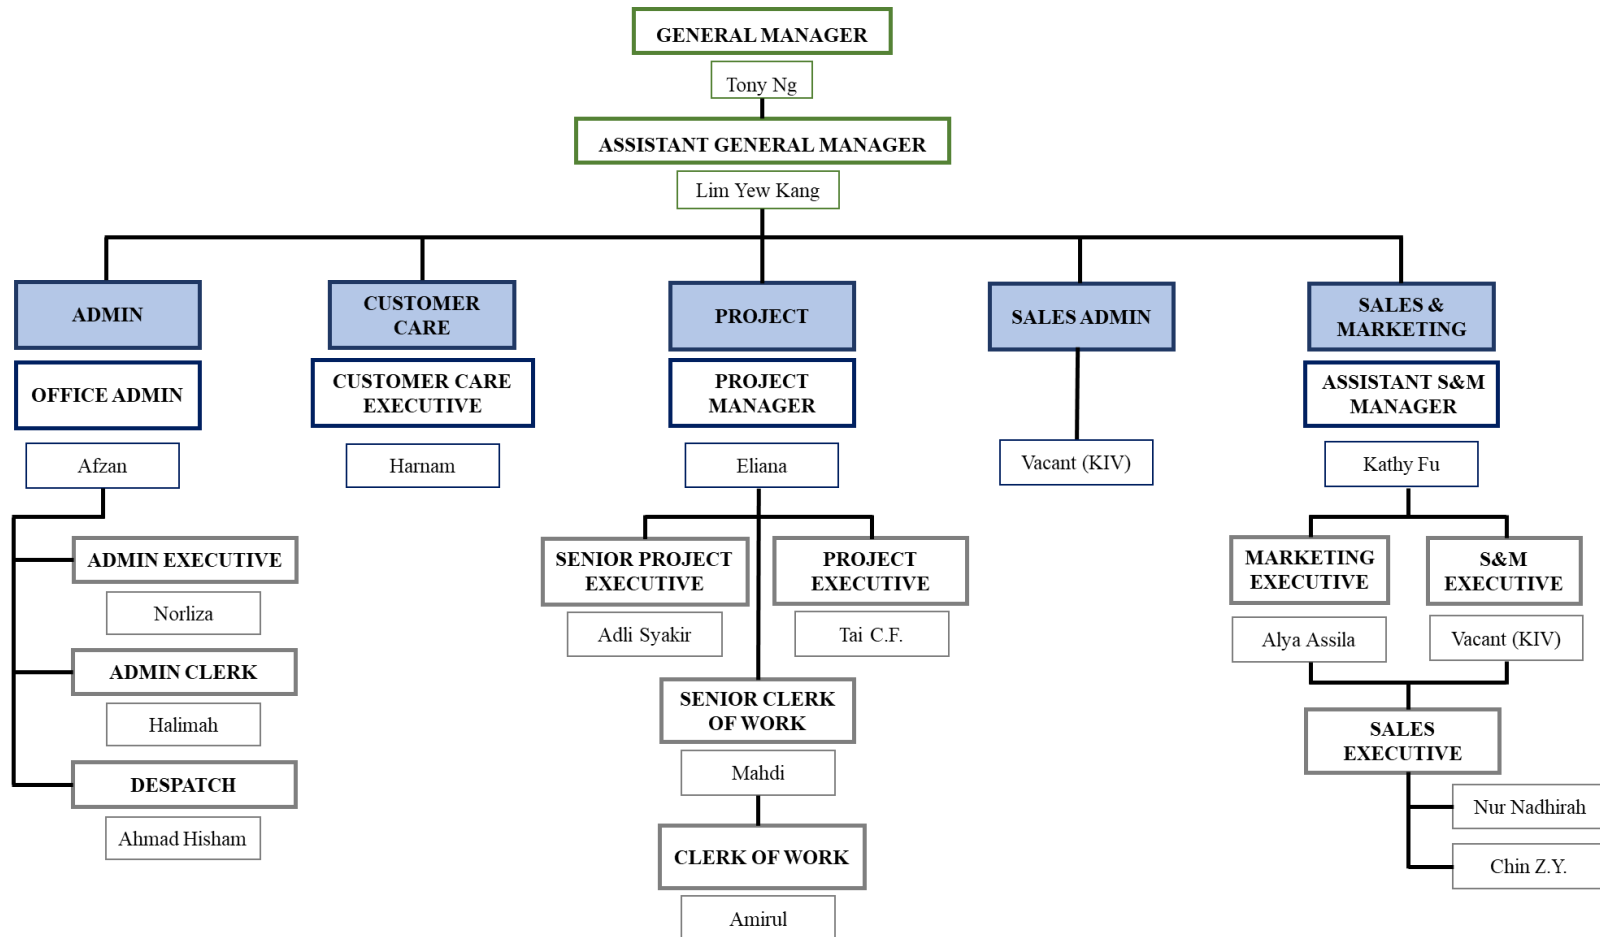 GENERAL MANAGER
Tony Ng
ASSISTANT GENERAL MANAGER
Lim Yew Kang
ADMIN
OFFICE ADMIN
Afzan
ADMIN EXECUTIVE
Norliza
ADMIN CLERK
Halimah
DESPATCH
Ahmad Hisham
CUSTOMER
CARE
CUSTOMER CARE
EXECUTIVE
Harnam
PROJECT
PROJECT
MANAGER
Eliana
SENIOR PROJECT
EXECUTIVE
Adli Syakir
PROJECT
EXECUTIVE
Tai C.F.
SENIOR CLERK
OF WORK
Mahdi
CLERK OF WORK
Amirul
SALES ADMIN
Vacant (KIV)
SALES &
MARKETING
ASSISTANT S&M
MANAGER
Kathy Fu
MARKETING
EXECUTIVE
Alya Assila
S&M
EXECUTIVE
Vacant (KIV)
SALES
EXECUTIVE
Nur Nadhirah
Chin Z.Y.